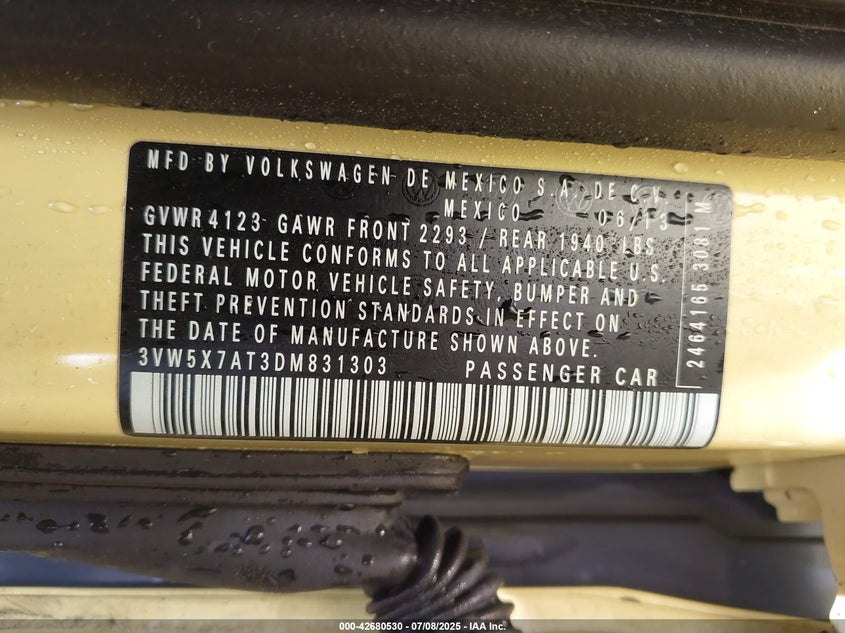 MFD BY VOLKSWAGEN DE MEXICO S.A. DE C.V.
MEXICO 06/13
GVWR 4123 GAWR FRONT 2293 / REAR 1940 LBS
THIS VEHICLE CONFORMS TO ALL APPLICABLE U.S.
FEDERAL MOTOR VEHICLE SAFETY, BUMPER AND
THEFT PREVENTION STANDARDS IN EFFECT ON
THE DATE OF MANUFACTURE SHOWN ABOVE.
3VW5X7AT3DM831303 PASSENGER CAR
2464165 3081 M
000-42680530 - 07/08/2025 - IAA Inc.